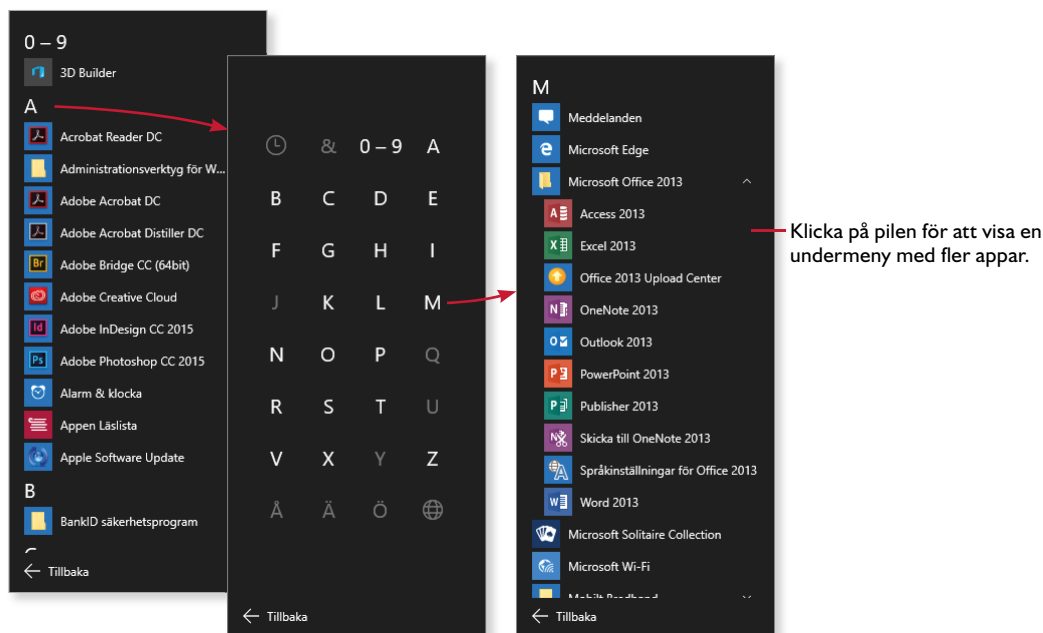 0 – 9
3D Builder
A
Acrobat Reader DC
Administrationsverktyg för W...
Adobe Acrobat DC
Adobe Acrobat Distiller DC
Adobe Bridge CC (64bit)
Adobe Creative Cloud
Adobe InDesign CC 2015
Adobe Photoshop CC 2015
Alarm & klocka
Appen Läslista
Apple Software Update
B
BankID säkerhetsprogram
Tillbaka
& 0 – 9 A
B C D E
F G H I
J K L M
N O P Q
R S T U
V X Y Z
Å Ä Ö
Tillbaka
M
Meddelanden
Microsoft Edge
Microsoft Office 2013
Access 2013
Excel 2013
Office 2013 Upload Center
OneNote 2013
Outlook 2013
PowerPoint 2013
Publisher 2013
Skicka till OneNote 2013
Språkinställningar för Office 2013
Word 2013
Microsoft Solitaire Collection
Microsoft Wi-Fi
Mobilt Bredband
Tillbaka
Klicka på pilen för att visa en
undermeny med fler appar.